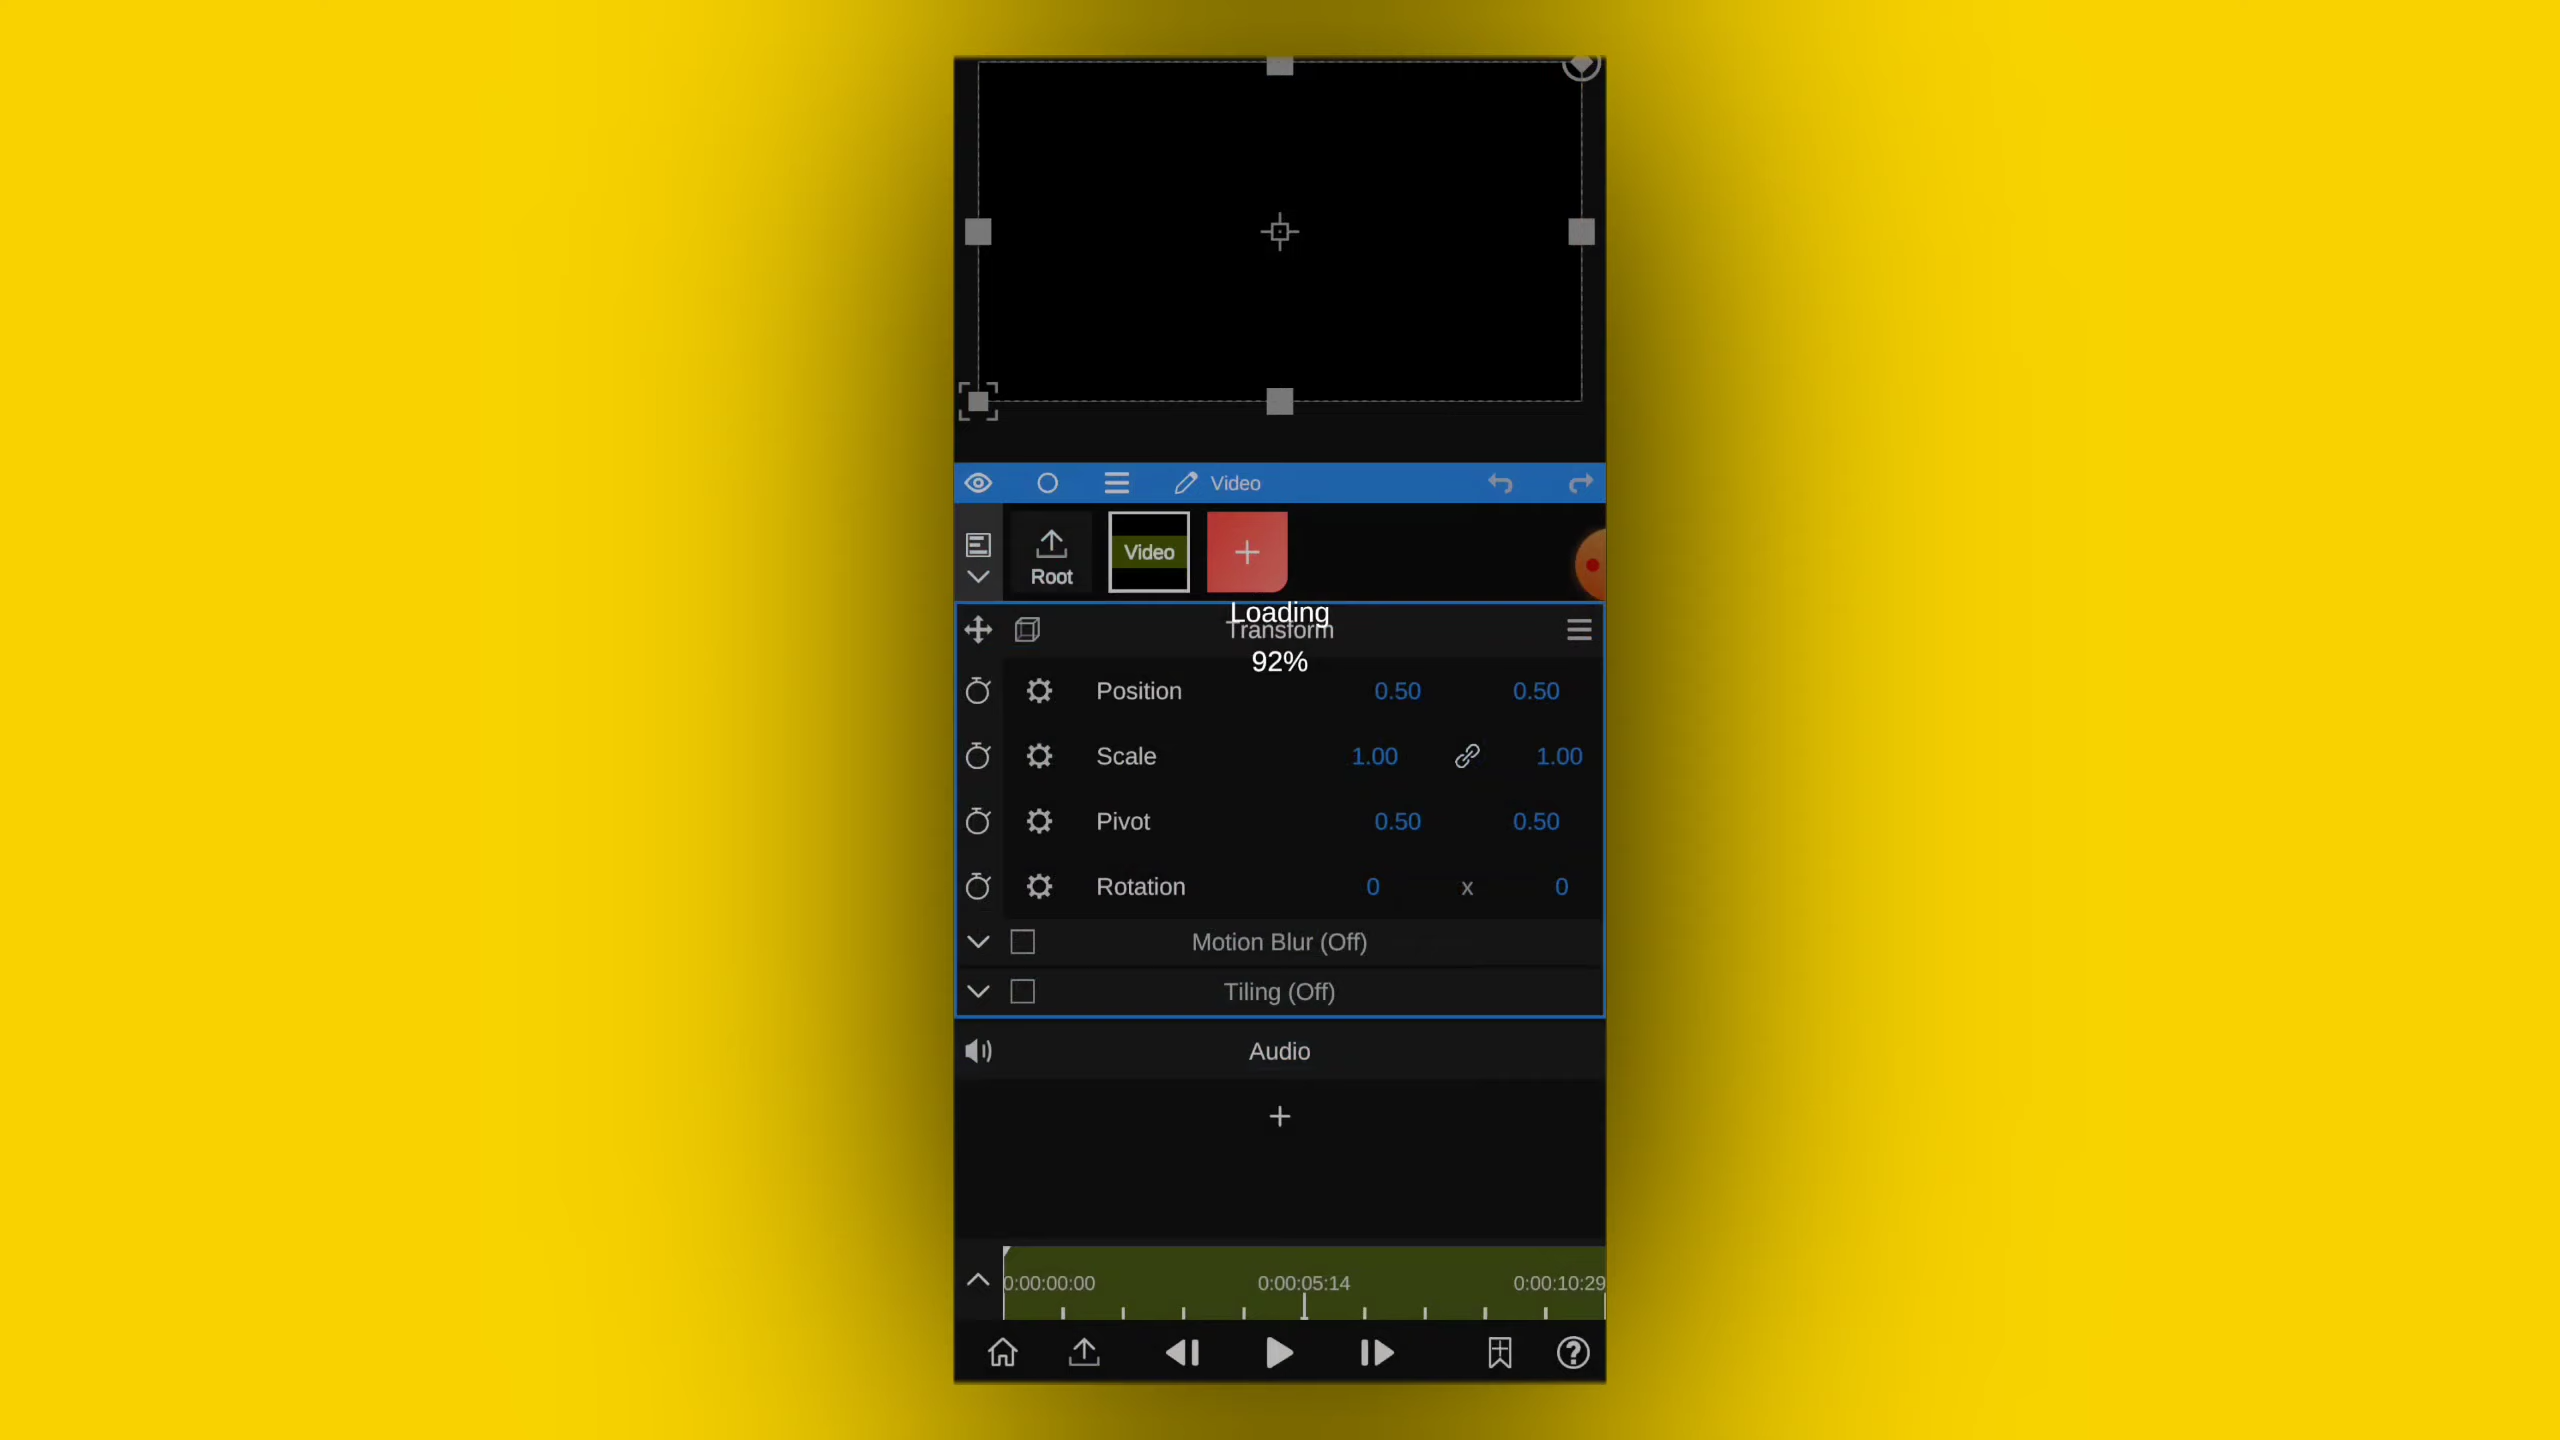 Video
Video
Root
Loading
Transform
92%
Position 0.50 0.50
Scale 1.00 1.00
Pivot 0.50 0.50
Rotation 0 x 0
Motion Blur (Off)
Tiling (Off)
Audio
0:00:00:00 0:00:05:14 0:00:10:29